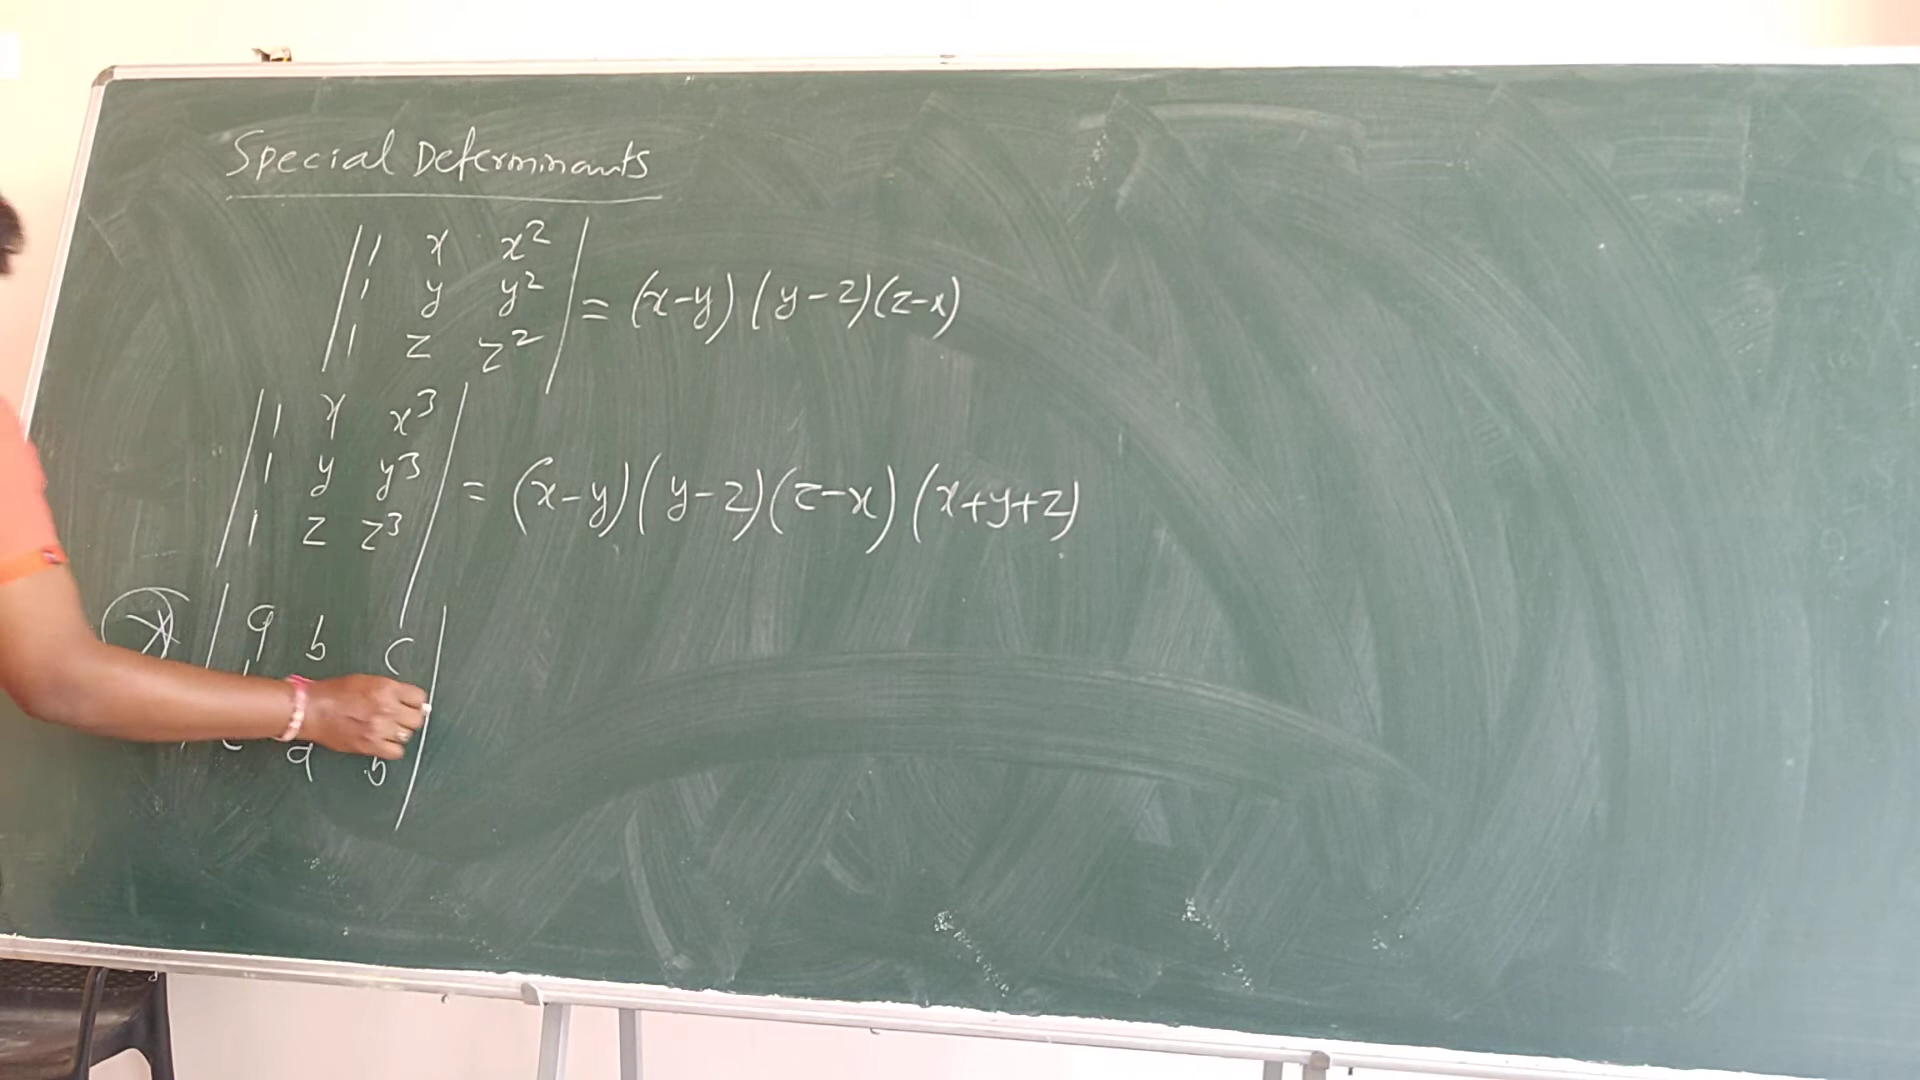 Special Determinants
| 1 x x² |
| 1 y y² | = (x-y) (y-z)(z-x)
| 1 z z² |
| 1 x x³ |
| 1 y y³ | = (x-y)(y-z)(z-x)(x+y+z)
| 1 z z³ |
| a b c |
a b |